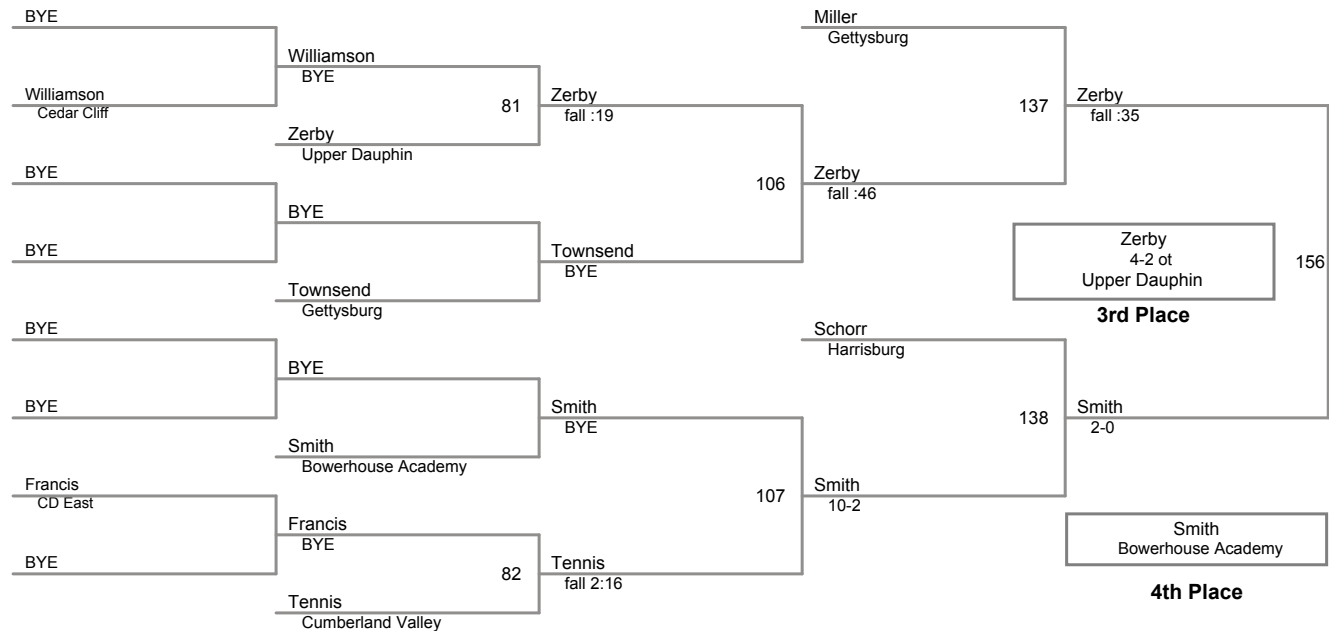 BYE
Williamson
BYE
Williamson
Cedar Cliff
81
Zerby
fall :19
Zerby
Upper Dauphin
BYE
BYE
BYE
106
Townsend
BYE
Townsend
Gettysburg
BYE
BYE
BYE
Smith
BYE
Smith
Bowerhouse Academy
Francis
CD East
107
Francis
BYE
BYE
82
Tennis
fall 2:16
Tennis
Cumberland Valley
Miller
Gettysburg
137
Zerby
fall :35
Zerby
fall :46
Zerby
4-2 ot
Upper Dauphin
156
3rd Place
Schorr
Harrisburg
138
Smith
2-0
Smith
10-2
Smith
Bowerhouse Academy
4th Place